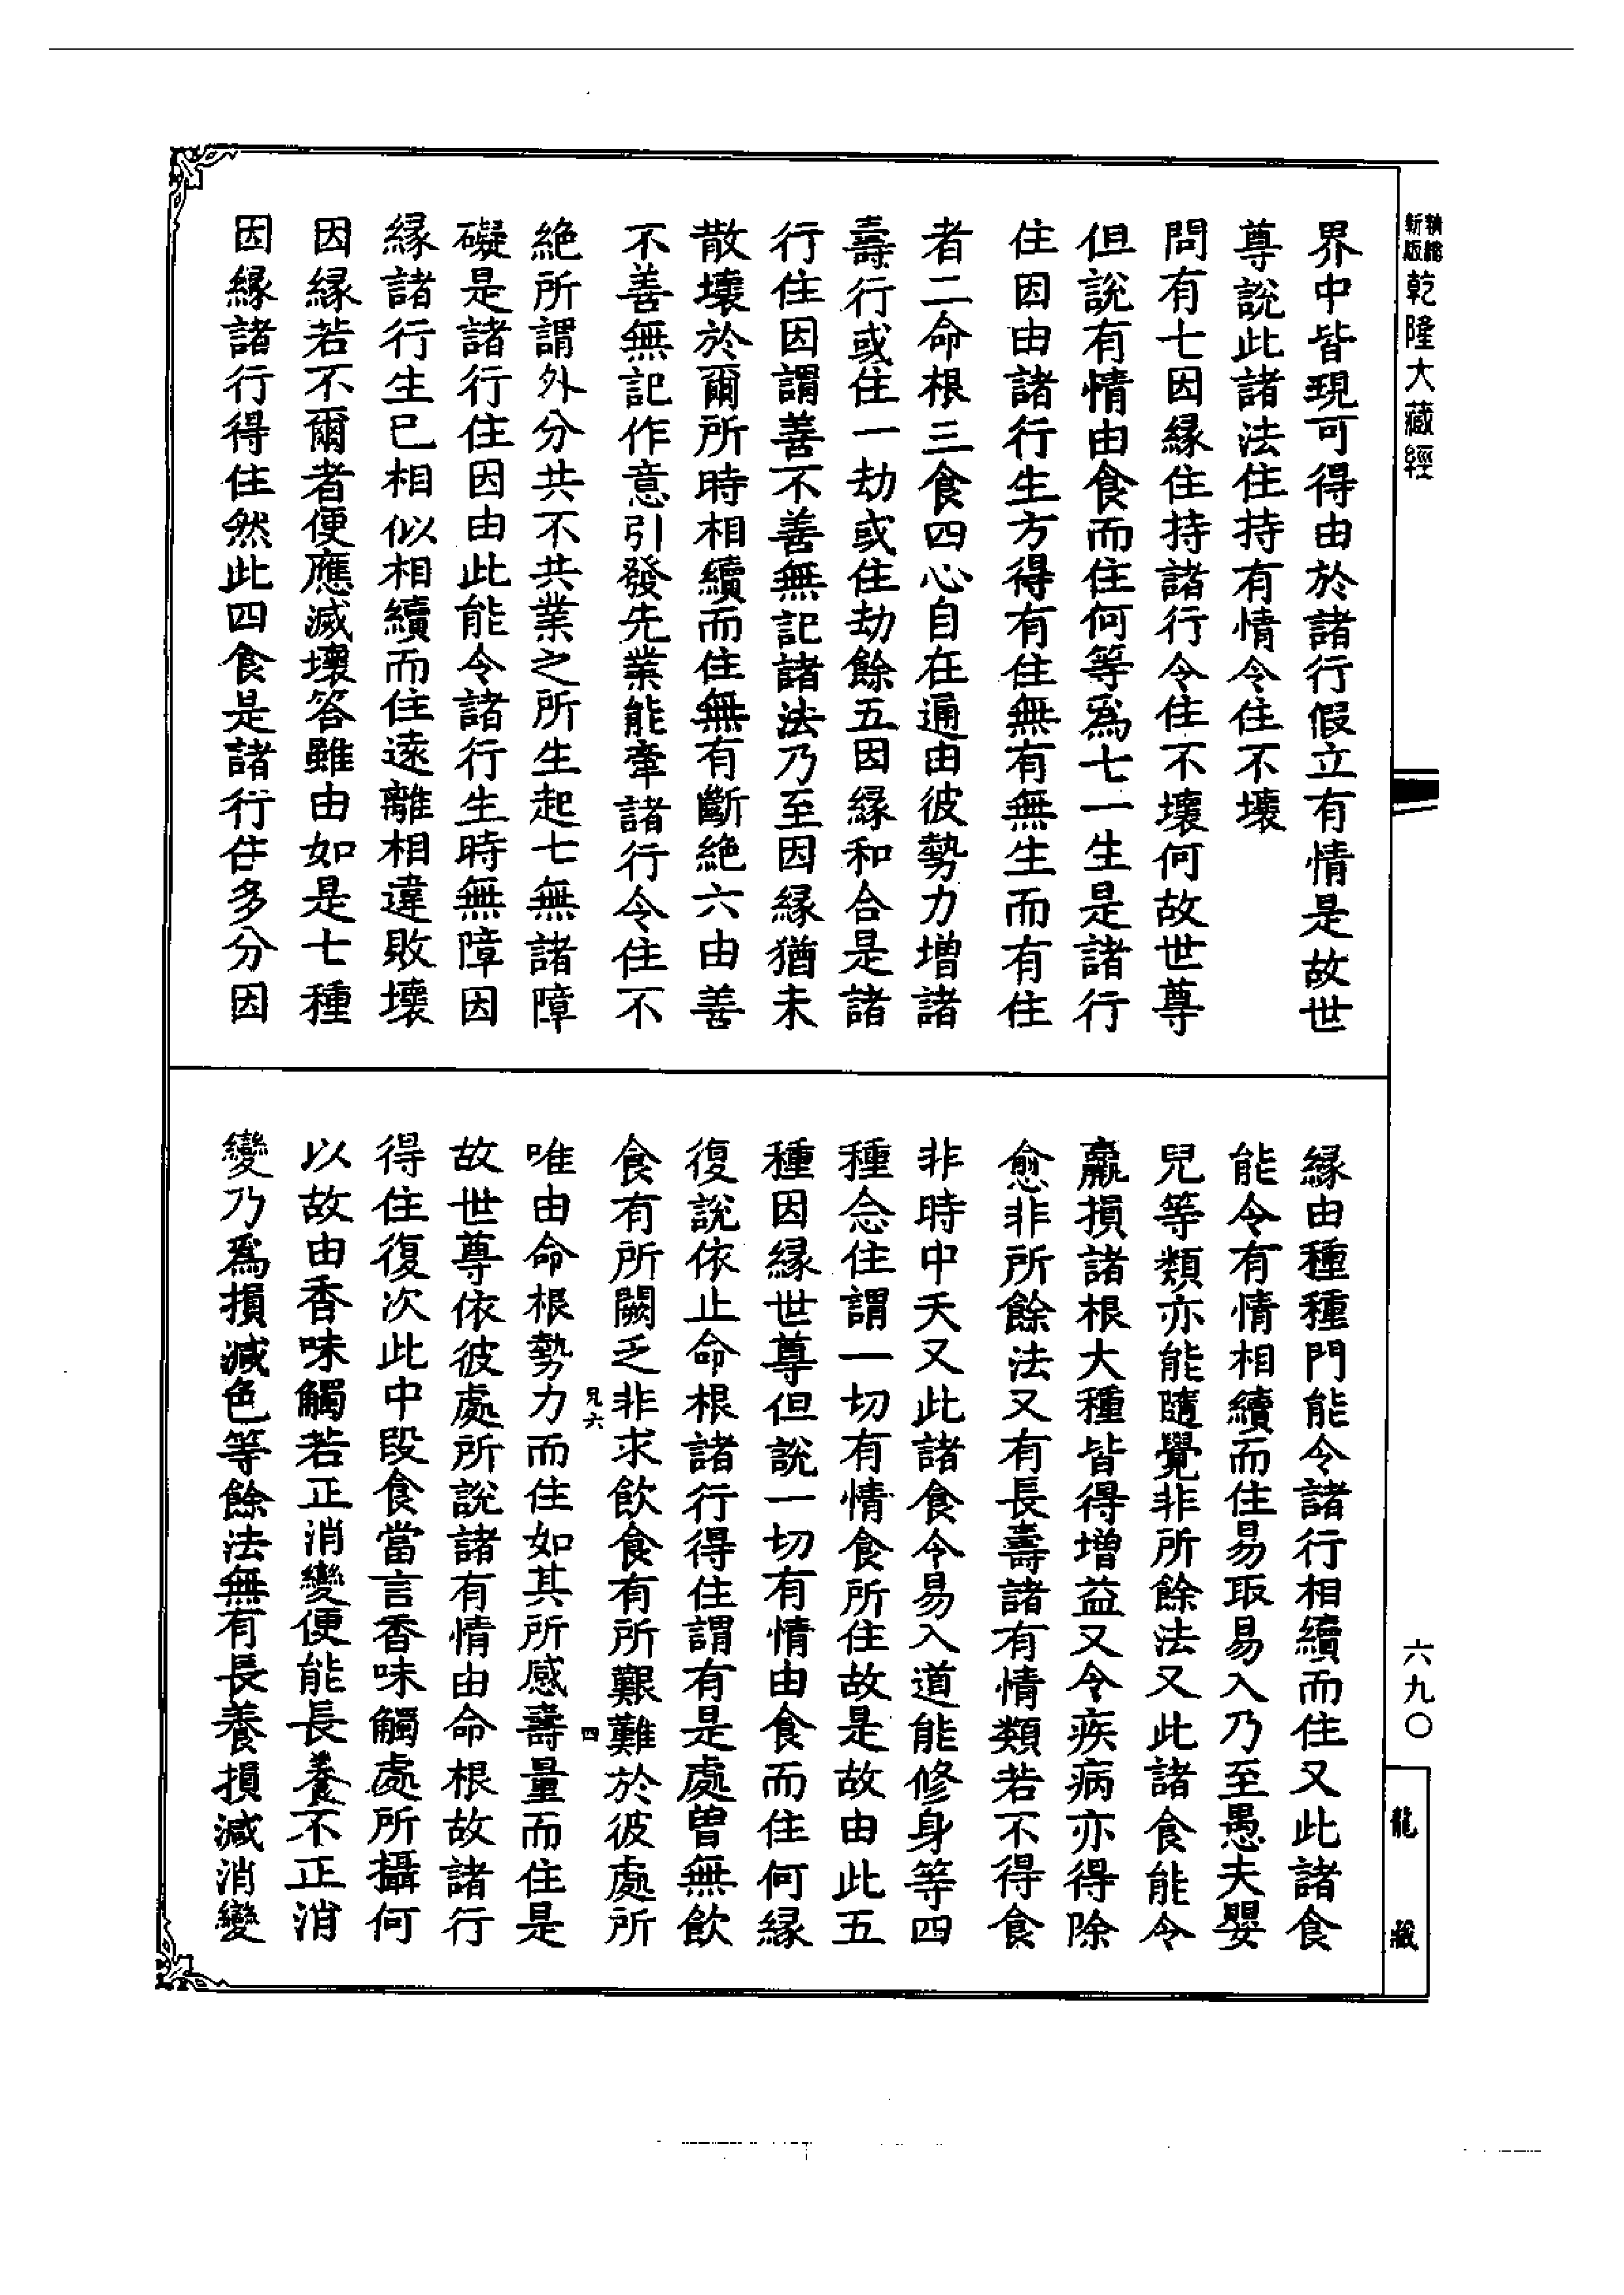 精縮
新版
乾隆大藏經
界中皆現可得由於諸行假立有情是故世
尊說此諸法住持有情令住不壞
問有七因緣住持諸行令住不壞何故世尊
但說有情由食而住何等爲七一生是諸行
住因由諸行生方得有住無有無生而有住
者二命根三食四心自在通由彼勢力增諸
壽行或住一劫或住劫餘五因緣和合是諸
行住因謂善不善無記諸法乃至因緣猶未
散壞於爾所時相續而住無有斷絶六由善
不善無記作意引發先業能牽諸行令住不
絶所謂外分共不共業之所生起七無諸障
礙是諸行住因由此能令諸行生時無障因
緣諸行生已相似相續而住遠離相違敗壞
因緣若不爾者便應滅壞答雖由如是七種
因緣諸行得住然此四食是諸行住多分因
緣由種種門能令諸行相續而住又此諸食
能令有情相續而住易取易入乃至愚夫嬰
兒等類亦能隨覺非所餘法又此諸食能令
羸損諸根大種皆得增益又令疾病亦得除
愈非所餘法又有長壽諸有情類若不得食
非時中夭又此諸食令易入道能修身等四
種念住謂一切有情食所住故是故由此五
種因緣世尊但說一切有情由食而住何緣
復說依止命根諸行得住謂有是處曾無飲
食有所闕乏非求飲食有所艱難於彼處所
唯由命根勢力而住如其所感壽量而住是
故世尊依彼處所說諸有情由命根故諸行
得住復次此中段食當言香味觸處所攝何
以故由香味觸若正消變便能長養不正消
變乃爲損減色等餘法無有長養損減消變
兄六
四
六九〇
龍藏